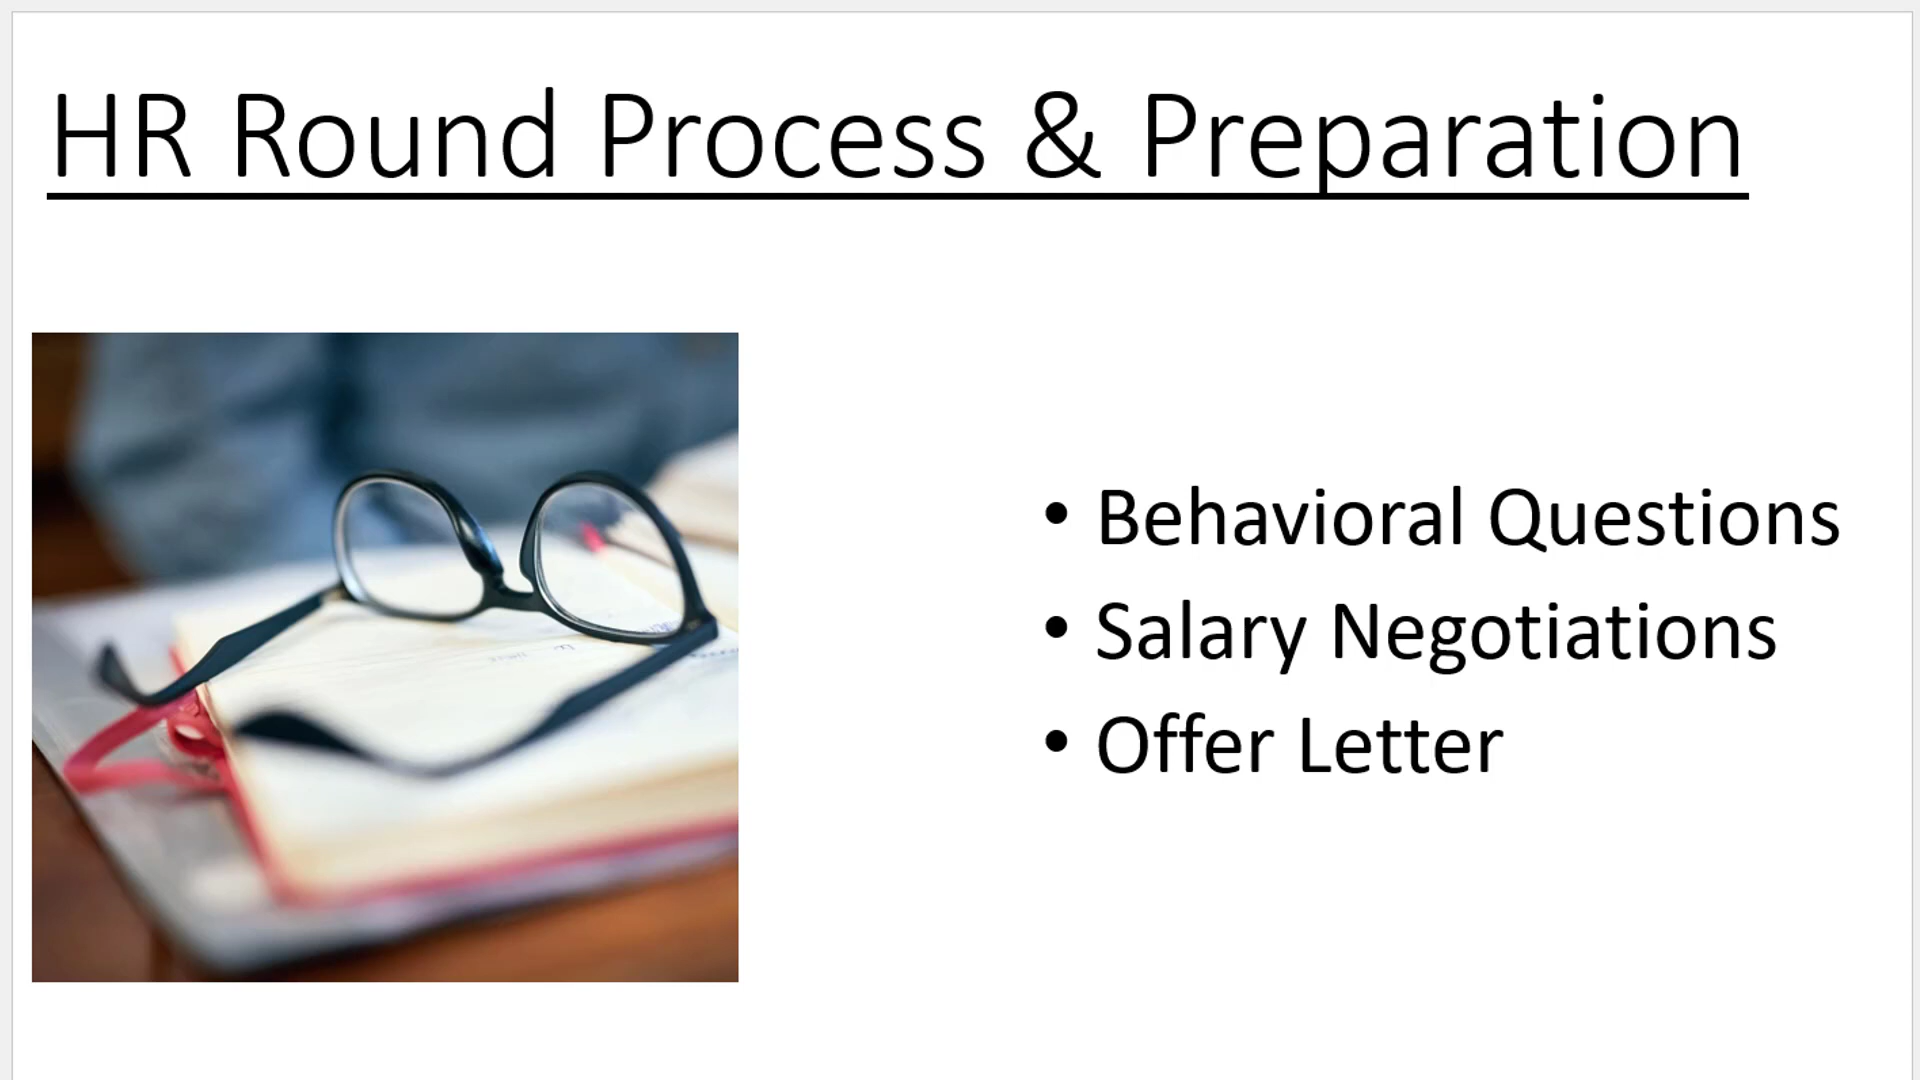 HR Round Process & Preparation
• Behavioral Questions
• Salary Negotiations
• Offer Letter